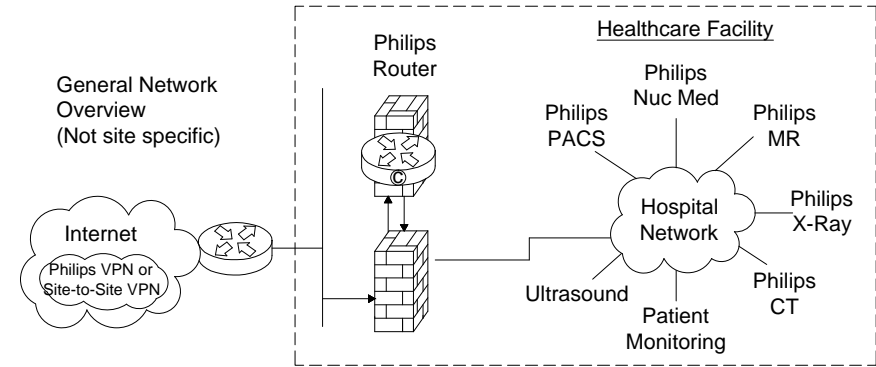 General Network
Overview
(Not site specific)
Internet
Philips VPN or
Site-to-Site VPN
Philips
Router
C
Healthcare Facility
Philips
PACS
Philips
Nuc Med
Philips
MR
Hospital
Network
Philips
X-Ray
Ultrasound
Patient
Monitoring
Philips
CT